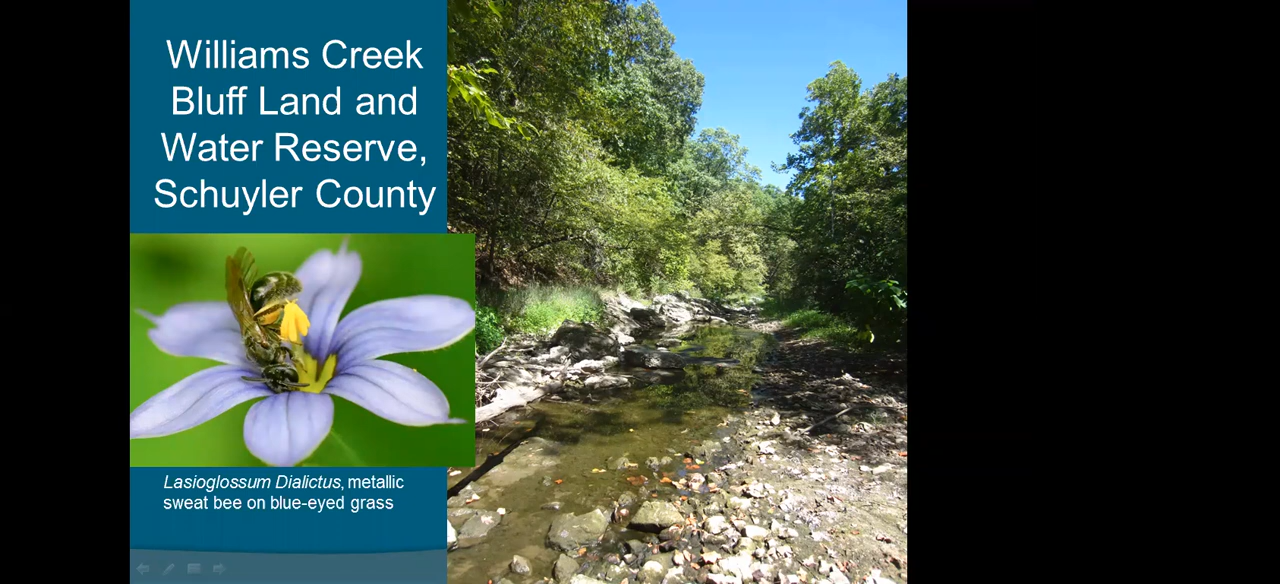 Williams Creek
Bluff Land and
Water Reserve,
Schuyler County
Lasioglossum Dialictus, metallic
sweat bee on blue-eyed grass